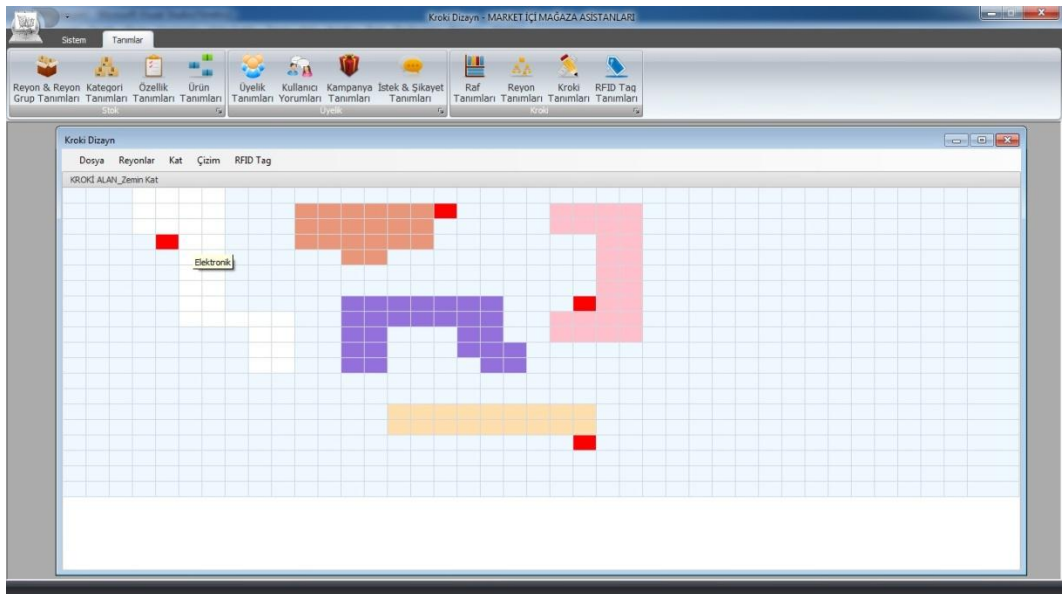 Kroki Dizayn - MARKET İÇİ MAĞAZA ASİSTANLARI
Sistem Tanımlar
Reyon & Reyon Grup Tanımları
Kategori Tanımları
Özellik Tanımları
Ürün Tanımları
Stok
Üyelik Tanımları
Kullanıcı Yorumları
Kampanya Tanımları
İstek & Şikayet Tanımları
Üyelik
Raf Tanımları
Reyon Tanımları
Kroki Tanımları
RFID Tag Tanımları
Kroki
Kroki Dizayn
Dosya Reyonlar Kat Çizim RFID Tag
KROKİ ALAN_Zemin Kat
Elektronik